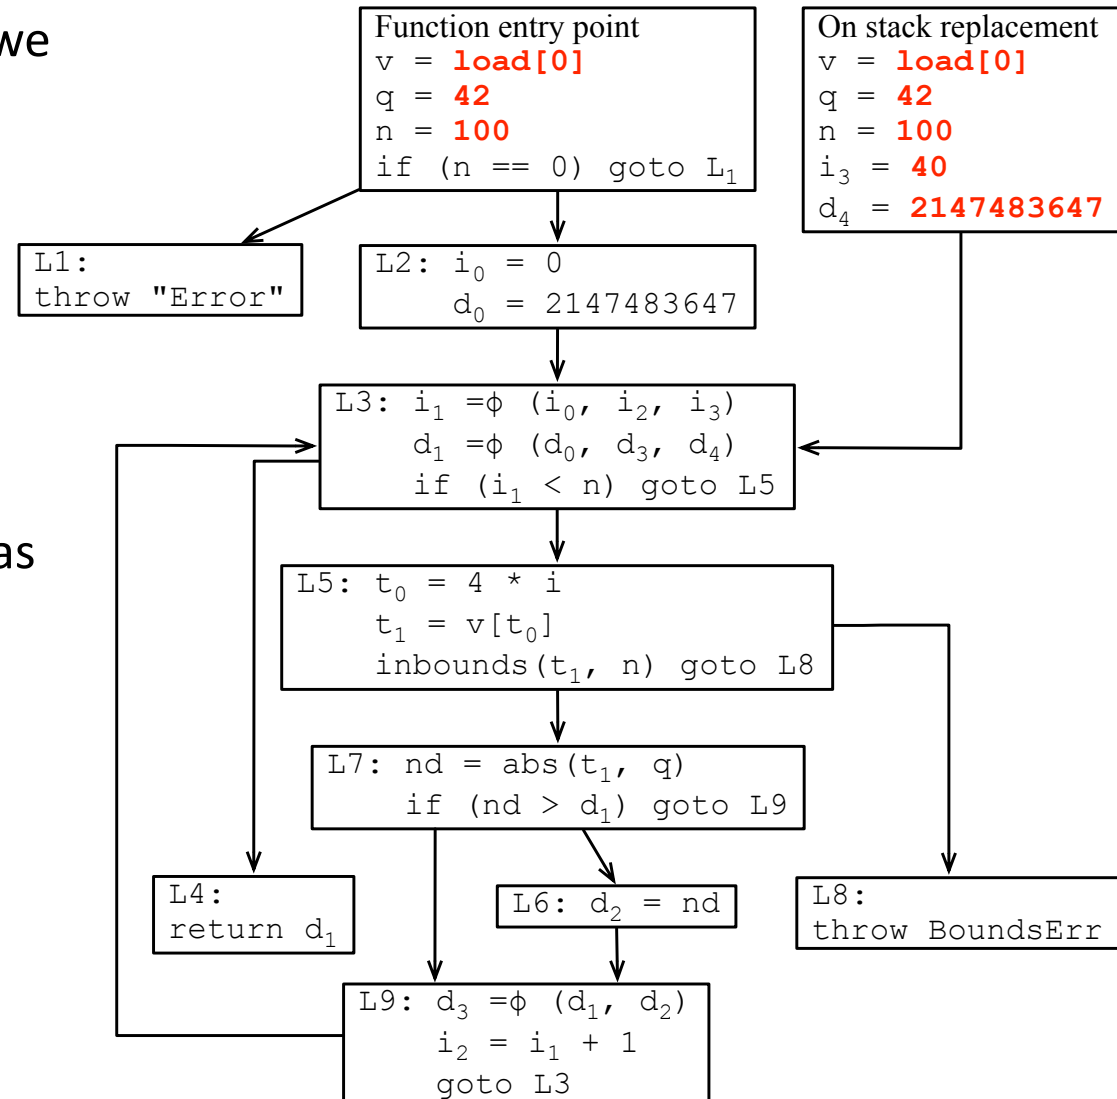 we
Function entry point
v = load[0]
q = 42
n = 100
if (n == 0) goto L₁
On stack replacement
v = load[0]
q = 42
n = 100
i₃ = 40
d₄ = 2147483647
L1:
throw "Error"
L2: i₀ = 0
d₀ = 2147483647
L3: i₁ =ϕ (i₀, i₂, i₃)
d₁ =ϕ (d₀, d₃, d₄)
if (i₁ < n) goto L5
as
L5: t₀ = 4 * i
t₁ = v[t₀]
inbounds(t₁, n) goto L8
L7: nd = abs(t₁, q)
if (nd > d₁) goto L9
L4:
return d₁
L6: d₂ = nd
L8:
throw BoundsErr
L9: d₃ =ϕ (d₁, d₂)
i₂ = i₁ + 1
goto L3